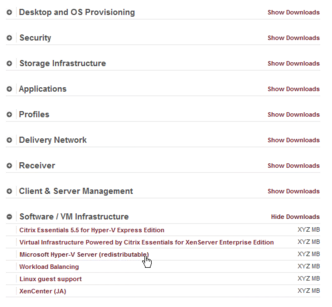 Desktop and OS Provisioning Show Downloads
Security Show Downloads
Storage Infrastructure Show Downloads
Applications Show Downloads
Profiles Show Downloads
Delivery Network Show Downloads
Receiver Show Downloads
Client & Server Management Show Downloads
Software / VM Infrastructure Hide Downloads
Citrix Essentials 5.5 for Hyper-V Express Edition XYZ MB
Virtual Infrastructure Powered by Citrix Essentials for XenServer Enterprise Edition XYZ MB
Microsoft Hyper-V Server (redistributable) XYZ MB
Workload Balancing XYZ MB
Linux guest support XYZ MB
XenCenter (JA) XYZ MB